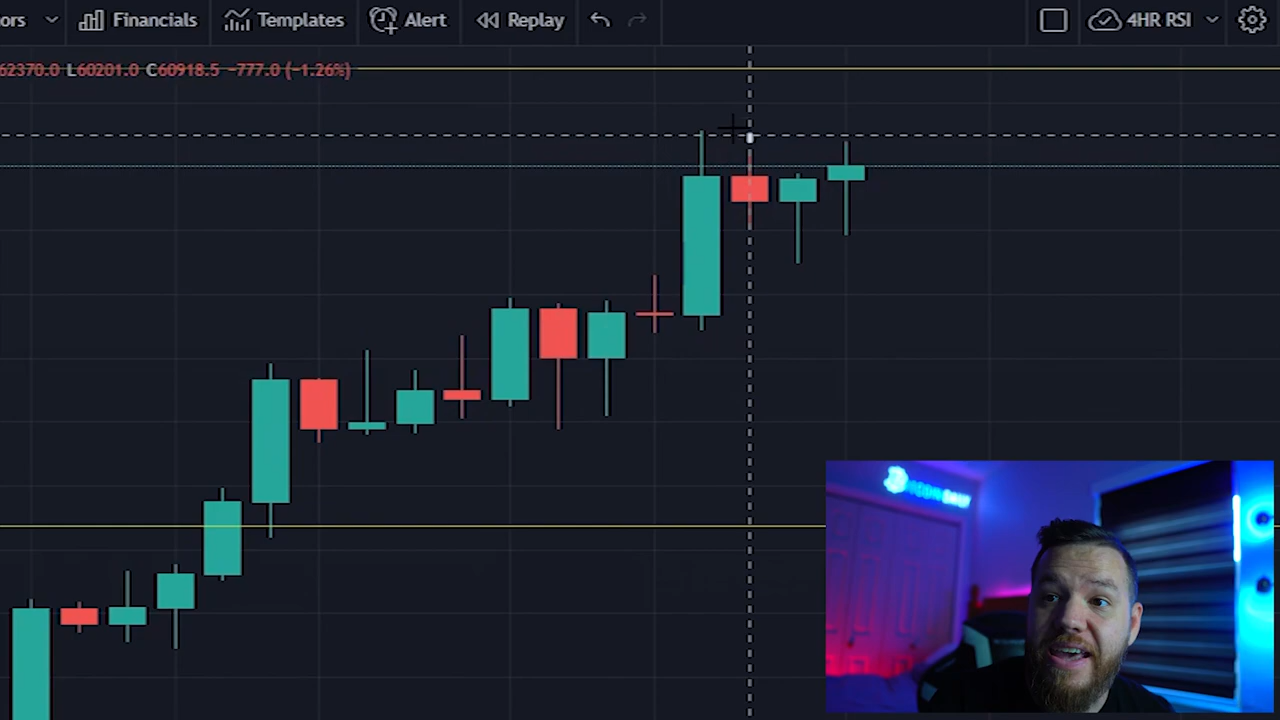 ors Financials Templates Alert Replay 4HR RSI
62370.0 L60201.0 C60918.5 −777.0 (−1.26%)